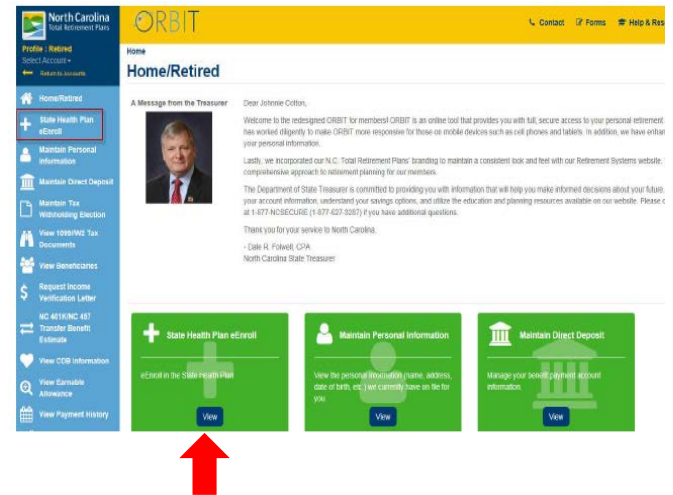 North Carolina
Total Retirement Plans
ORBIT
Contact
Forms
Help & Res
Profile : Retired
Select Account
Return to Accounts
Home
Home/Retired
Home/Retired
State Health Plan
eEnroll
Maintain Personal
Information
Maintain Direct Deposit
Maintain Tax
Withholding Election
View 1099/W2 Tax
Documents
View Beneficiaries
Request Income
Verification Letter
NC 401K/NC 457
Transfer Benefit
Estimate
View COB Information
View Earnable
Allowance
View Payment History
A Message from the Treasurer
Dear Johnnie Cotton,
Welcome to the redesigned ORBIT for members! ORBIT is an online tool that provides you with full, secure access to your personal retirement
has worked diligently to make ORBIT more responsive for those on mobile devices such as cell phones and tablets. In addition, we have enhan
your personal information.
Lastly, we incorporated our N.C. Total Retirement Plans' branding to maintain a consistent look and feel with our Retirement Systems website.
comprehensive approach to retirement planning for our members.
The Department of State Treasurer is committed to providing you with information that will help you make informed decisions about your future.
your account information, understand your savings options, and utilize the education and planning resources available on our website. Please c
at 1-877-NCSECURE (1-877-627-3287) if you have additional questions.
Thank you for your service to North Carolina.
- Dale R. Folwell, CPA
North Carolina State Treasurer
State Health Plan eEnroll
eEnroll in the State Health Plan
View
Maintain Personal Information
View the personal information (name, address,
date of birth, etc.) we currently have on file for
you.
View
Maintain Direct Deposit
Manage your benefit payment account
information.
View